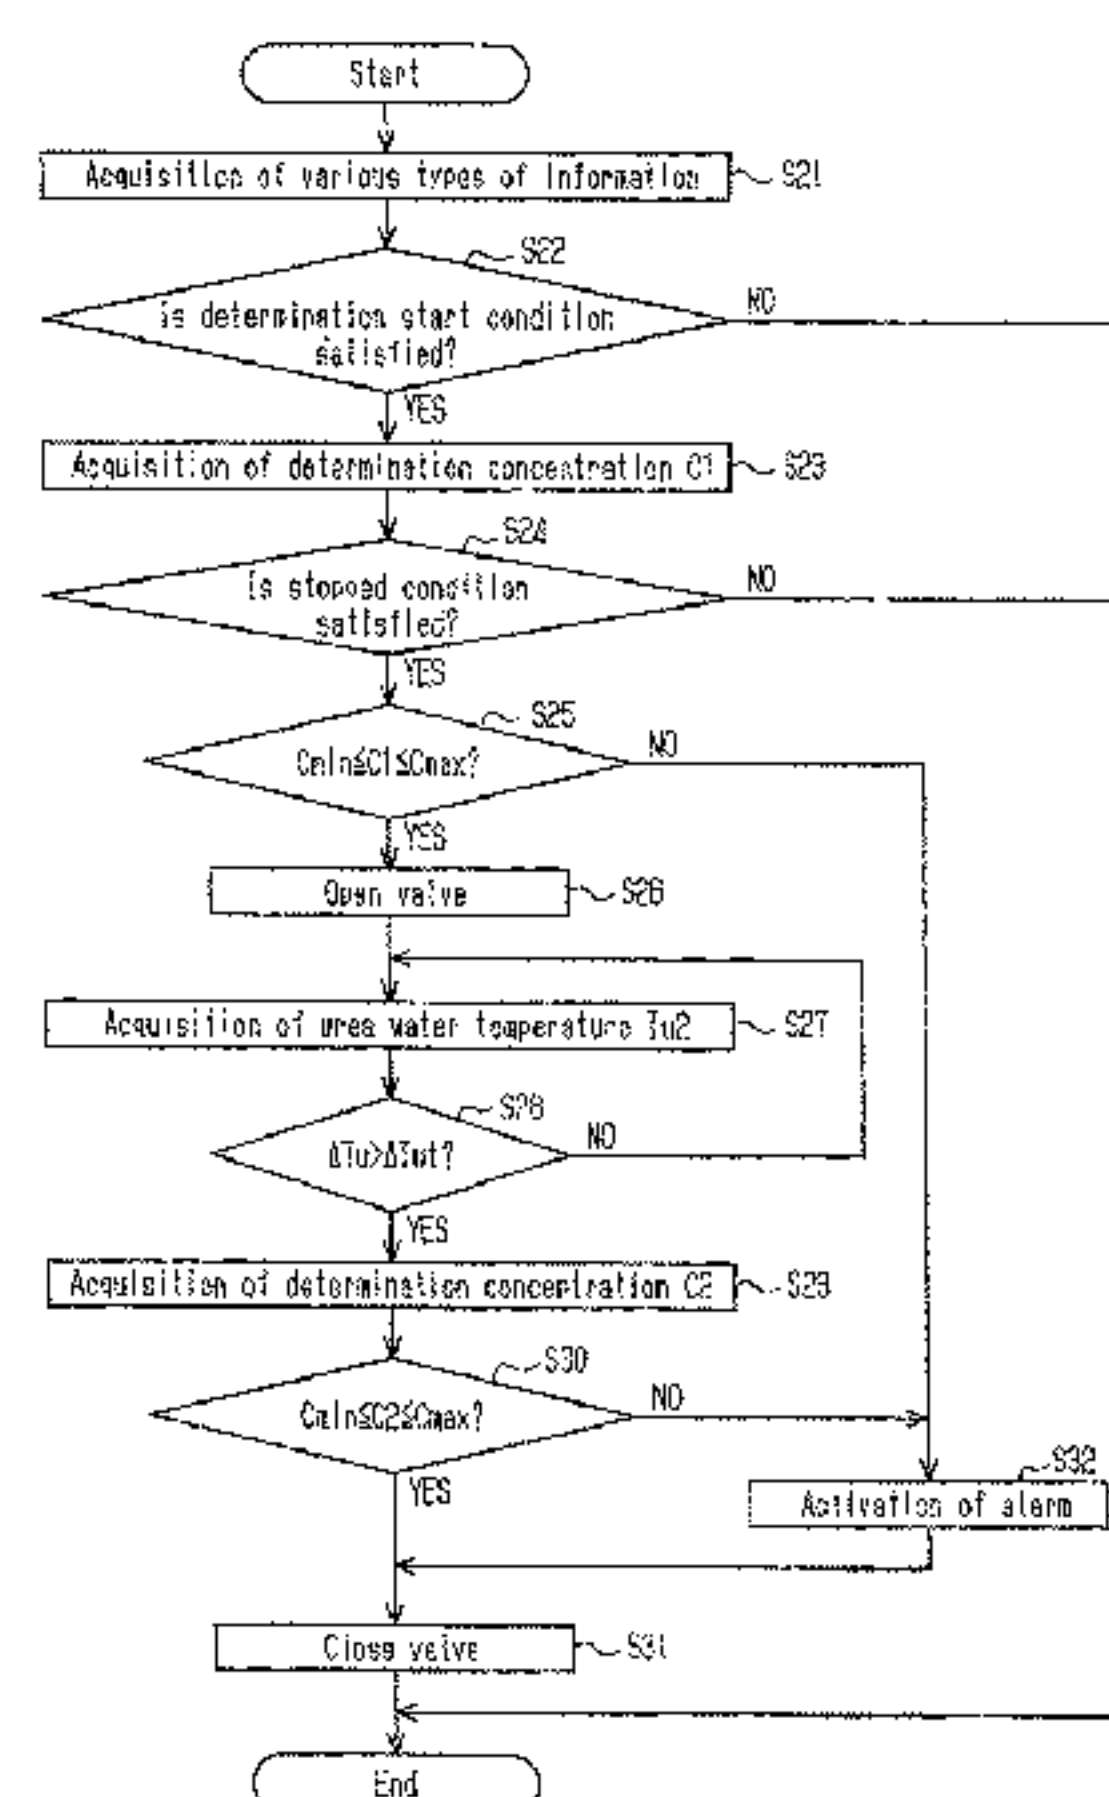 Start
Acquisition of various types of information
S21
S22
Is determination start condition
satisfied?
NO
YES
Acquisition of determination concentration C1
S23
S24
Is stopped condition
satisfied?
NO
YES
S25
Cmin≦C1≦Cmax?
NO
YES
Open valve
S26
Acquisition of urea water temperature Tu2
S27
S28
ΔTu>ΔTut?
NO
YES
Acquisition of determination concentration C2
S29
S30
Cmin≦C2≦Cmax?
NO
YES
S32
Activation of alarm
Close valve
S31
End